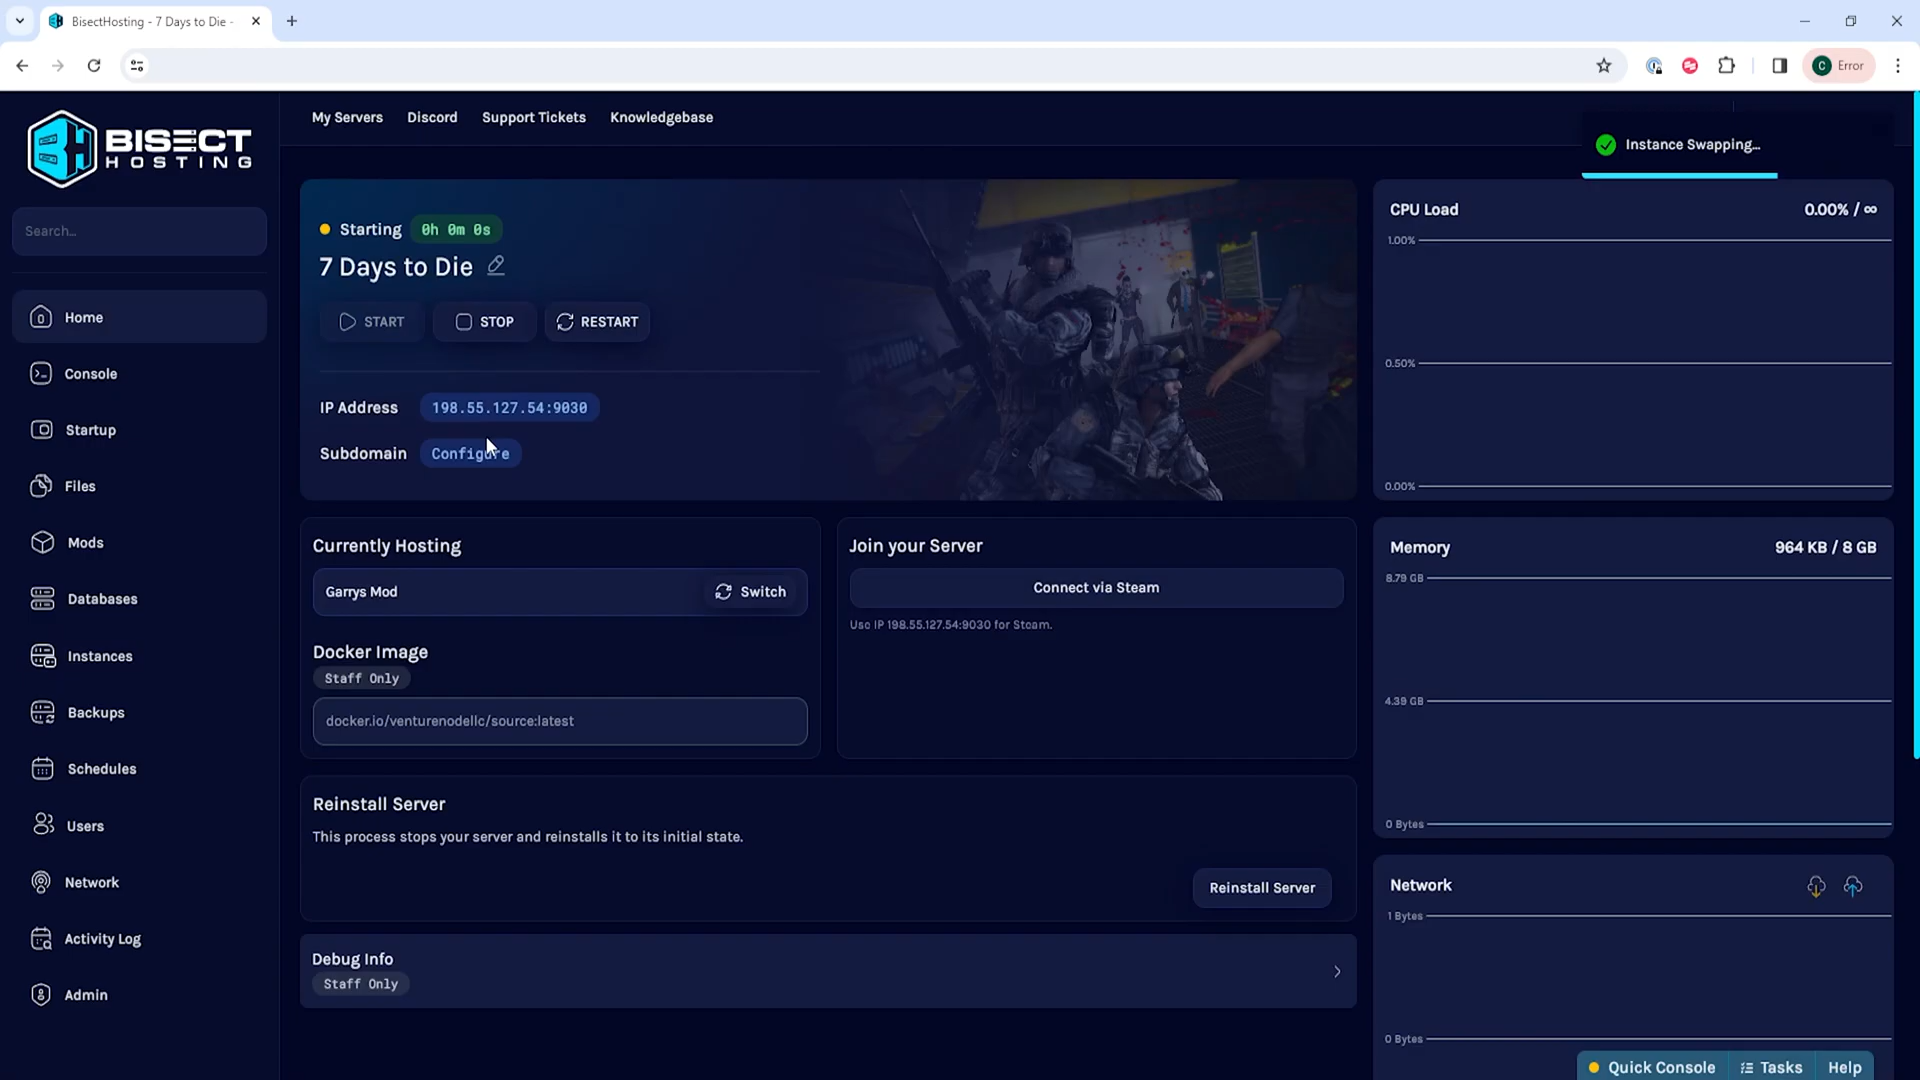 BisectHosting - 7 Days to Die -
Error
BISECT
HOSTING
My Servers
Discord
Support Tickets
Knowledgebase
Instance Swapping...
Search...
Home
Console
Startup
Files
Mods
Databases
Instances
Backups
Schedules
Users
Network
Activity Log
Admin
Starting 0h 0m 0s
7 Days to Die
START
STOP
RESTART
IP Address 198.55.127.54:9030
Subdomain Configure
Currently Hosting
Garrys Mod
Switch
Docker Image
Staff Only
docker.io/venturenodellc/source:latest
Join your Server
Connect via Steam
Use IP 198.55.127.54:9030 for Steam.
Reinstall Server
This process stops your server and reinstalls it to its initial state.
Reinstall Server
Debug Info
Staff Only
CPU Load 0.00% / ∞
1.00%
0.50%
0.00%
Memory 964 KB / 8 GB
8.79 GB
4.39 GB
0 Bytes
Network
1 Bytes
0 Bytes
Quick Console
Tasks
Help